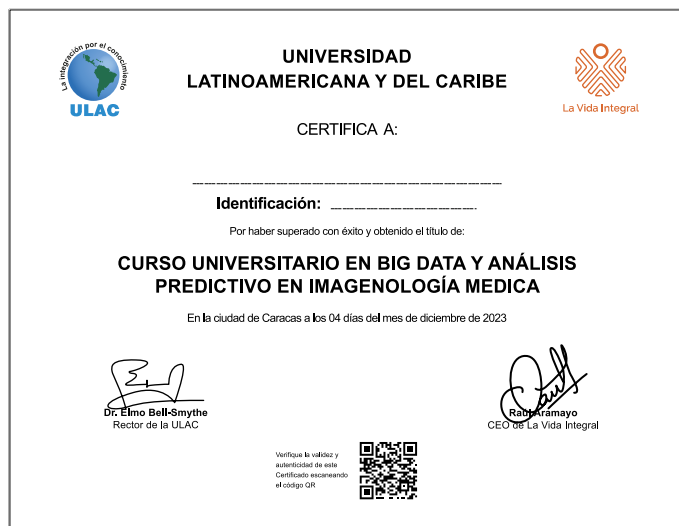 La integración por el conocimiento
ULAC
UNIVERSIDAD
LATINOAMERICANA Y DEL CARIBE
La Vida Integral
CERTIFICA A:
Identificación:
Por haber superado con éxito y obtenido el título de:
CURSO UNIVERSITARIO EN BIG DATA Y ANÁLISIS
PREDICTIVO EN IMAGENOLOGÍA MEDICA
En la ciudad de Caracas a los 04 días del mes de diciembre de 2023
Dr. Elmo Bell-Smythe
Rector de la ULAC
Raúl Aramayo
CEO de La Vida Integral
Verifique la validez y
autenticidad de este
Certificado escaneando
el código QR